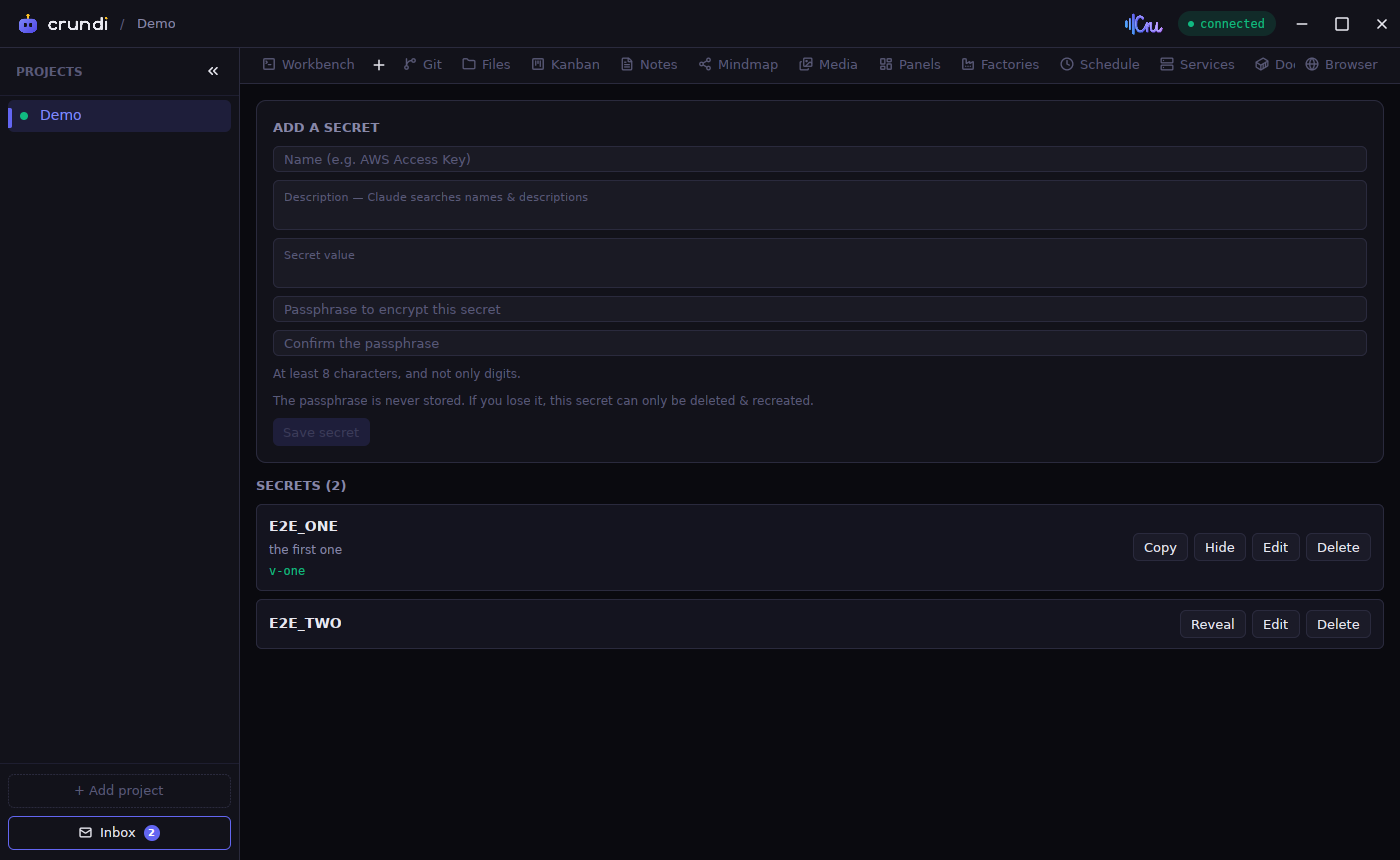 crundi / Demo
Cru
connected
PROJECTS
Workbench + Git Files Kanban Notes Mindmap Media Panels Factories Schedule Services Browser
Demo
ADD A SECRET
Name (e.g. AWS Access Key)
Description — Claude searches names & descriptions
Secret value
Passphrase to encrypt this secret
Confirm the passphrase
At least 8 characters, and not only digits.
The passphrase is never stored. If you lose it, this secret can only be deleted & recreated.
Save secret
SECRETS (2)
E2E_ONE
the first one
v-one
Copy Hide Edit Delete
E2E_TWO
Reveal Edit Delete
+ Add project
Inbox 2